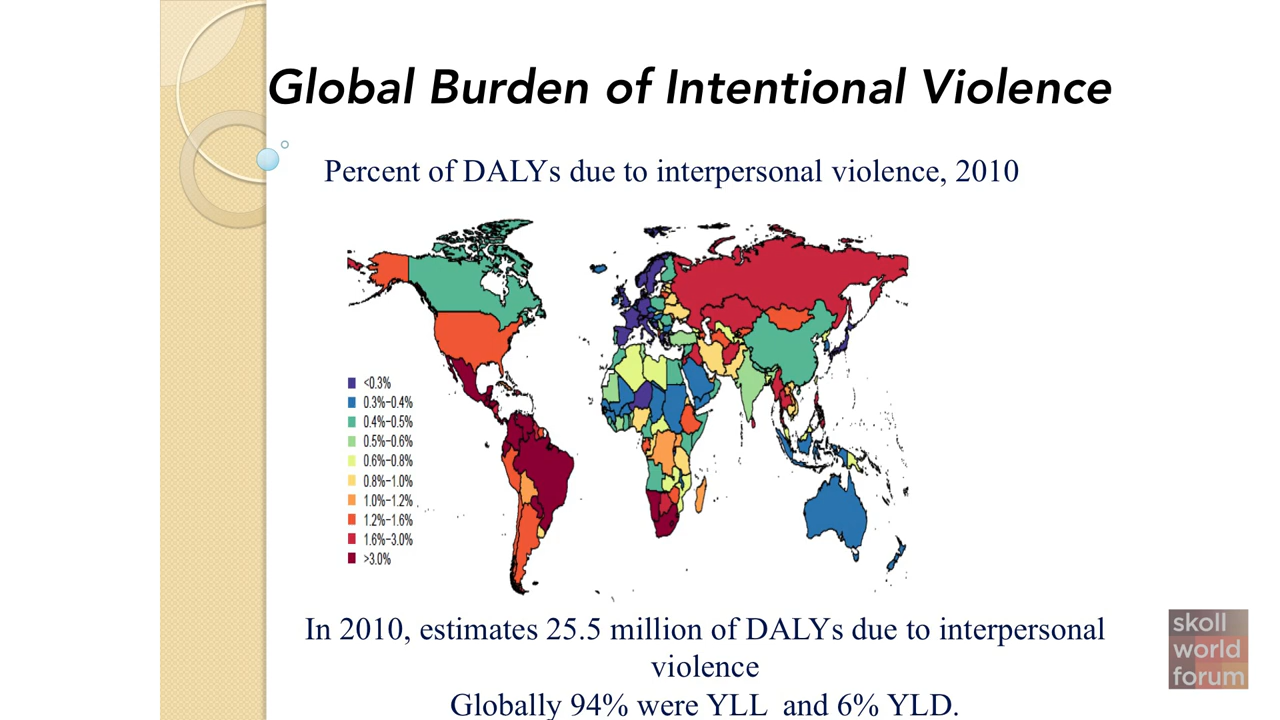 Global Burden of Intentional Violence
Percent of DALYs due to interpersonal violence, 2010
<0.3%
0.3%-0.4%
0.4%-0.5%
0.5%-0.6%
0.6%-0.8%
0.8%-1.0%
1.0%-1.2%
1.2%-1.6%
1.6%-3.0%
>3.0%
In 2010, estimates 25.5 million of DALYs due to interpersonal
violence
Globally 94% were YLL and 6% YLD.
skoll
world
forum